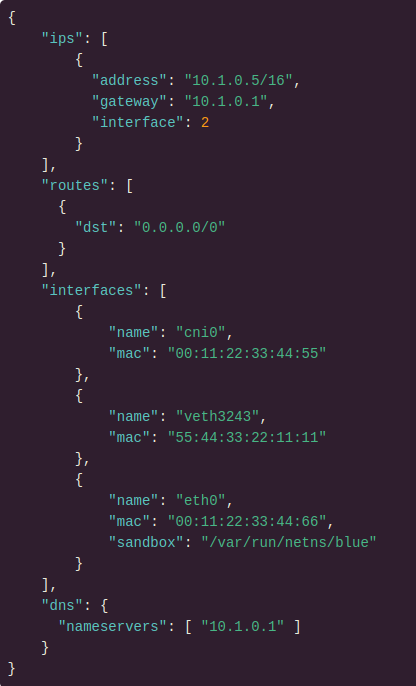 {
    "ips": [
        {
          "address": "10.1.0.5/16",
          "gateway": "10.1.0.1",
          "interface": 2
        }
    ],
    "routes": [
      {
        "dst": "0.0.0.0/0"
      }
    ],
    "interfaces": [
        {
            "name": "cni0",
            "mac": "00:11:22:33:44:55"
        },
        {
            "name": "veth3243",
            "mac": "55:44:33:22:11:11"
        },
        {
            "name": "eth0",
            "mac": "00:11:22:33:44:66",
            "sandbox": "/var/run/netns/blue"
        }
    ],
    "dns": {
      "nameservers": [ "10.1.0.1" ]
    }
}